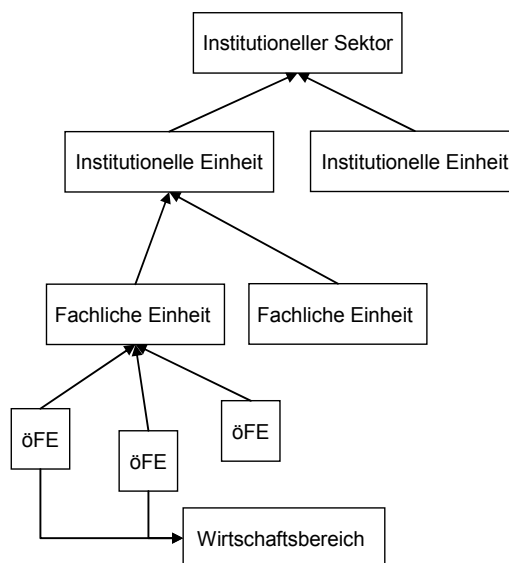 Institutioneller Sektor
Institutionelle Einheit
Institutionelle Einheit
Fachliche Einheit
Fachliche Einheit
öFE
öFE
öFE
Wirtschaftsbereich